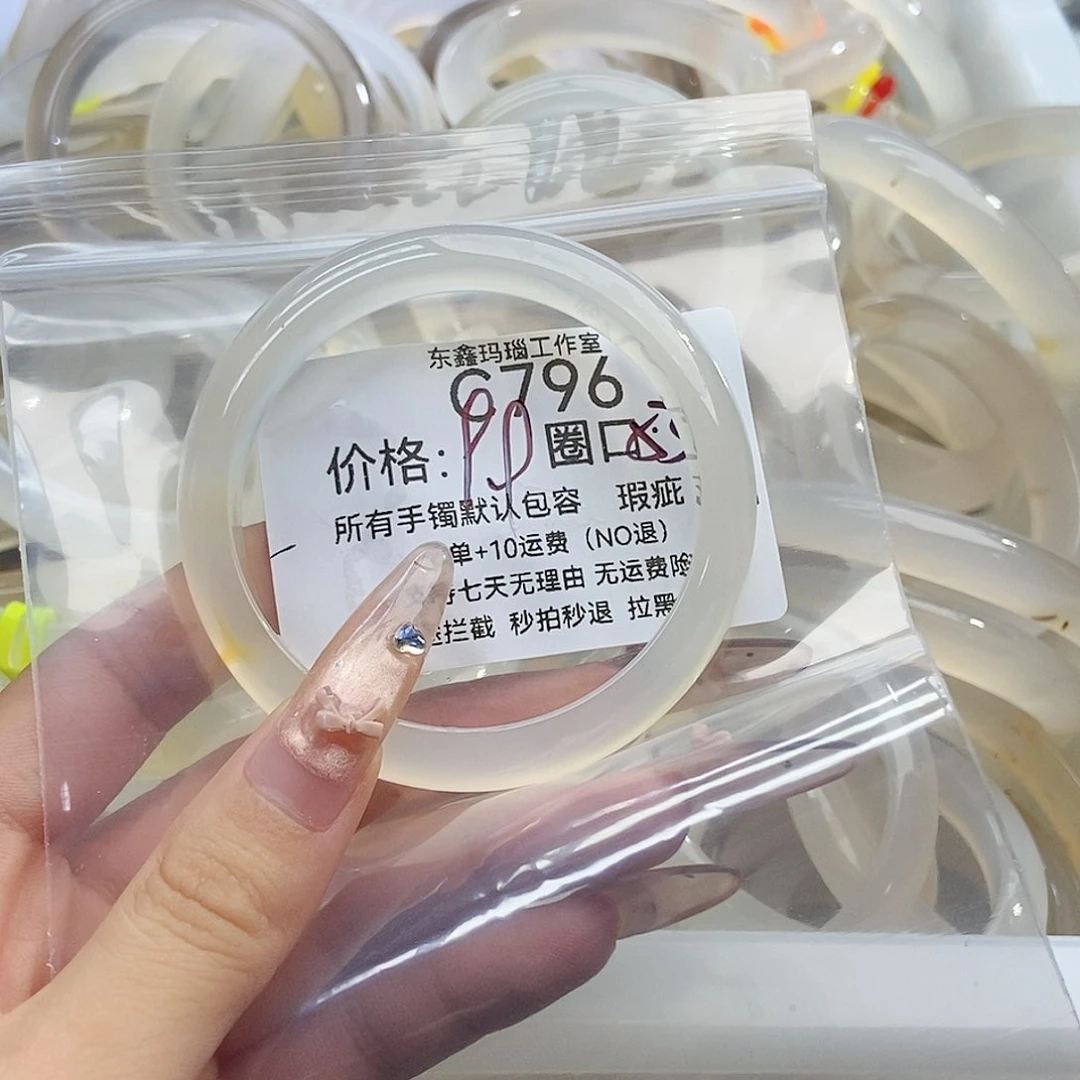 东鑫玛瑙工作室
C796
价格: 圈口
所有手镯默认包容 瑕疵
单+10运费（NO退）
七天无理由 无运费险
拦截 秒拍秒退 拉黑